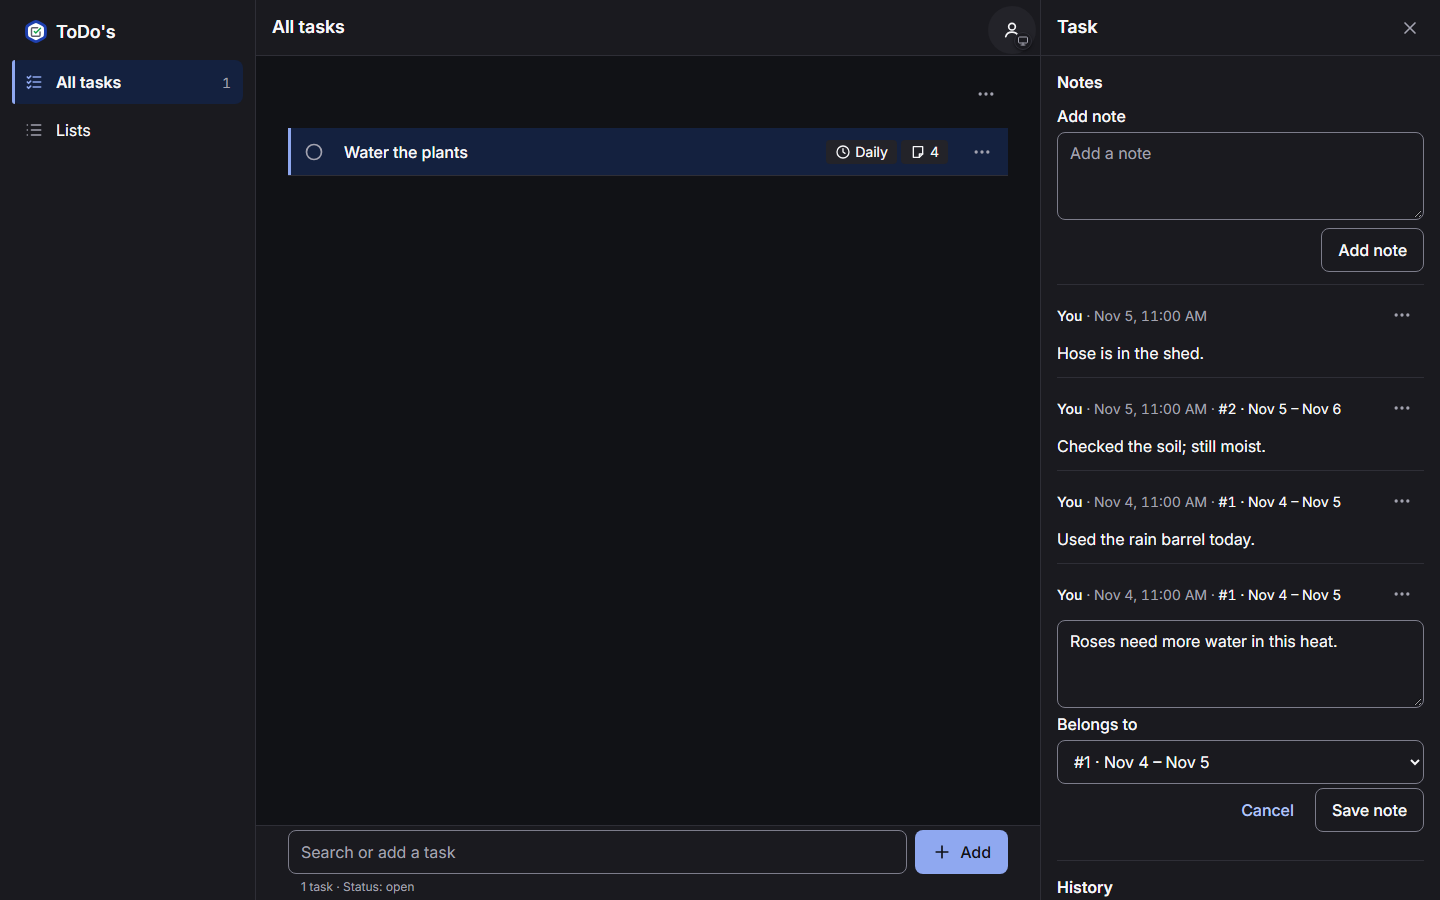 ToDo's
All tasks
1
Lists
All tasks
Water the plants
Daily
4
Search or add a task
Add
1 task · Status: open
Task
Notes
Add note
Add a note
Add note
You · Nov 5, 11:00 AM
Hose is in the shed.
You · Nov 5, 11:00 AM · #2 · Nov 5 – Nov 6
Checked the soil; still moist.
You · Nov 4, 11:00 AM · #1 · Nov 4 – Nov 5
Used the rain barrel today.
You · Nov 4, 11:00 AM · #1 · Nov 4 – Nov 5
Roses need more water in this heat.
Belongs to
#1 · Nov 4 – Nov 5
Cancel
Save note
History